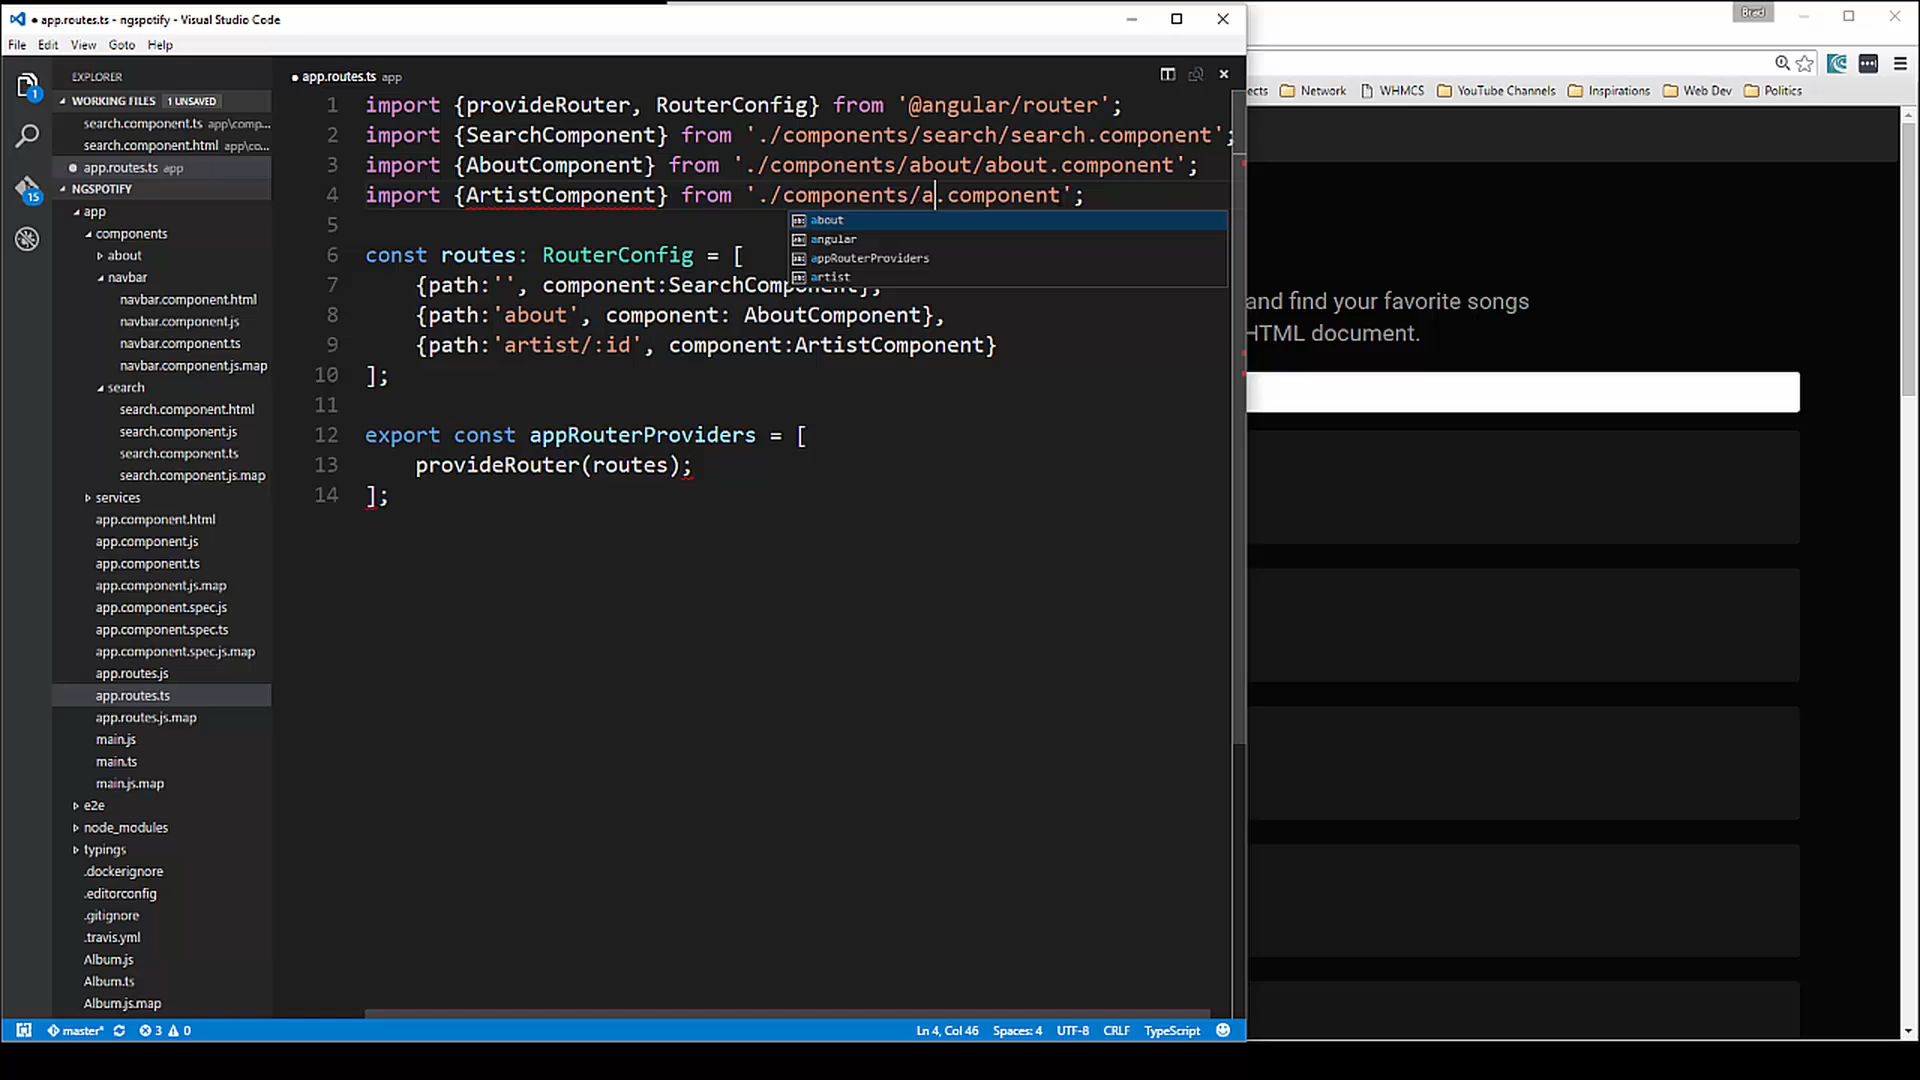 app.routes.ts - ngspotify - Visual Studio Code
Brad
File Edit View Goto Help
EXPLORER
WORKING FILES 1 UNSAVED
search.component.ts app\comp...
search.component.html app\co...
app.routes.ts app
NGSPOTIFY
app
components
about
navbar
navbar.component.html
navbar.component.js
navbar.component.ts
navbar.component.js.map
search
search.component.html
search.component.js
search.component.ts
search.component.js.map
services
app.component.html
app.component.js
app.component.ts
app.component.js.map
app.component.spec.js
app.component.spec.ts
app.component.spec.js.map
app.routes.js
app.routes.ts
app.routes.js.map
main.js
main.ts
main.js.map
e2e
node_modules
typings
.dockerignore
.editorconfig
.gitignore
.travis.yml
Album.js
Album.ts
Album.js.map
1
15
app.routes.ts app
1 import {provideRouter, RouterConfig} from '@angular/router';
2 import {SearchComponent} from './components/search/search.component';
3 import {AboutComponent} from './components/about/about.component';
4 import {ArtistComponent} from './components/a.component';
5
6 const routes: RouterConfig = [
7 {path:'', component:SearchComponent},
8 {path:'about', component: AboutComponent},
9 {path:'artist/:id', component:ArtistComponent}
10 ];
11
12 export const appRouterProviders = [
13 provideRouter(routes);
14 ];
about
angular
appRouterProviders
artist
master* 3 0
Ln 4, Col 46 Spaces: 4 UTF-8 CRLF TypeScript
ects Network WHMCS YouTube Channels Inspirations Web Dev Politics
and find your favorite songs
HTML document.